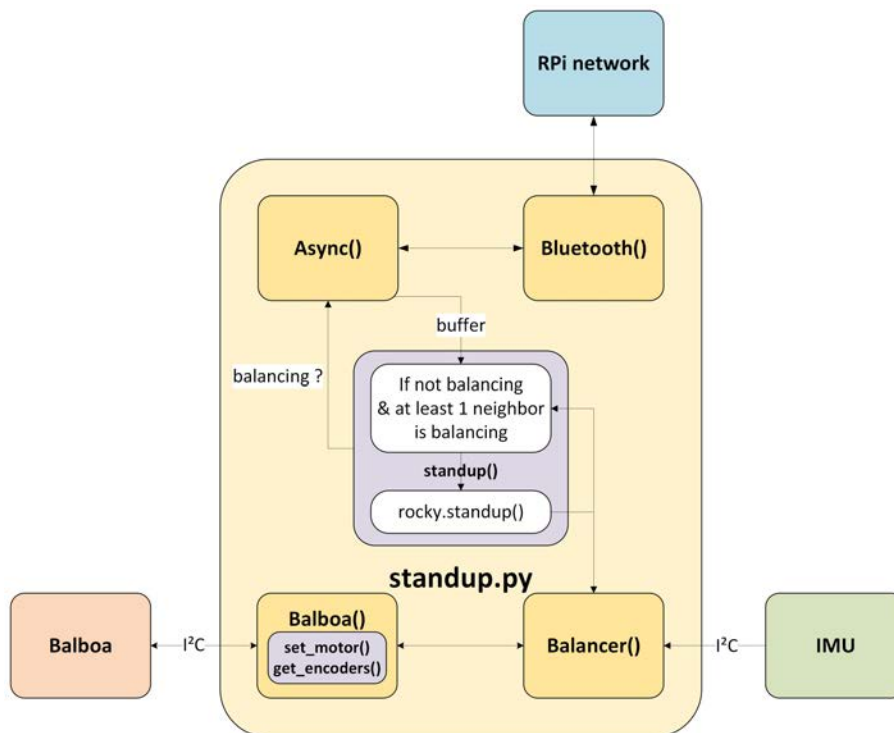 RPi network
Async()
Bluetooth()
buffer
balancing ?
If not balancing
& at least 1 neighbor
is balancing
standup()
rocky.standup()
standup.py
Balboa
I²C
Balboa()
set_motor()
get_encoders()
Balancer()
I²C
IMU